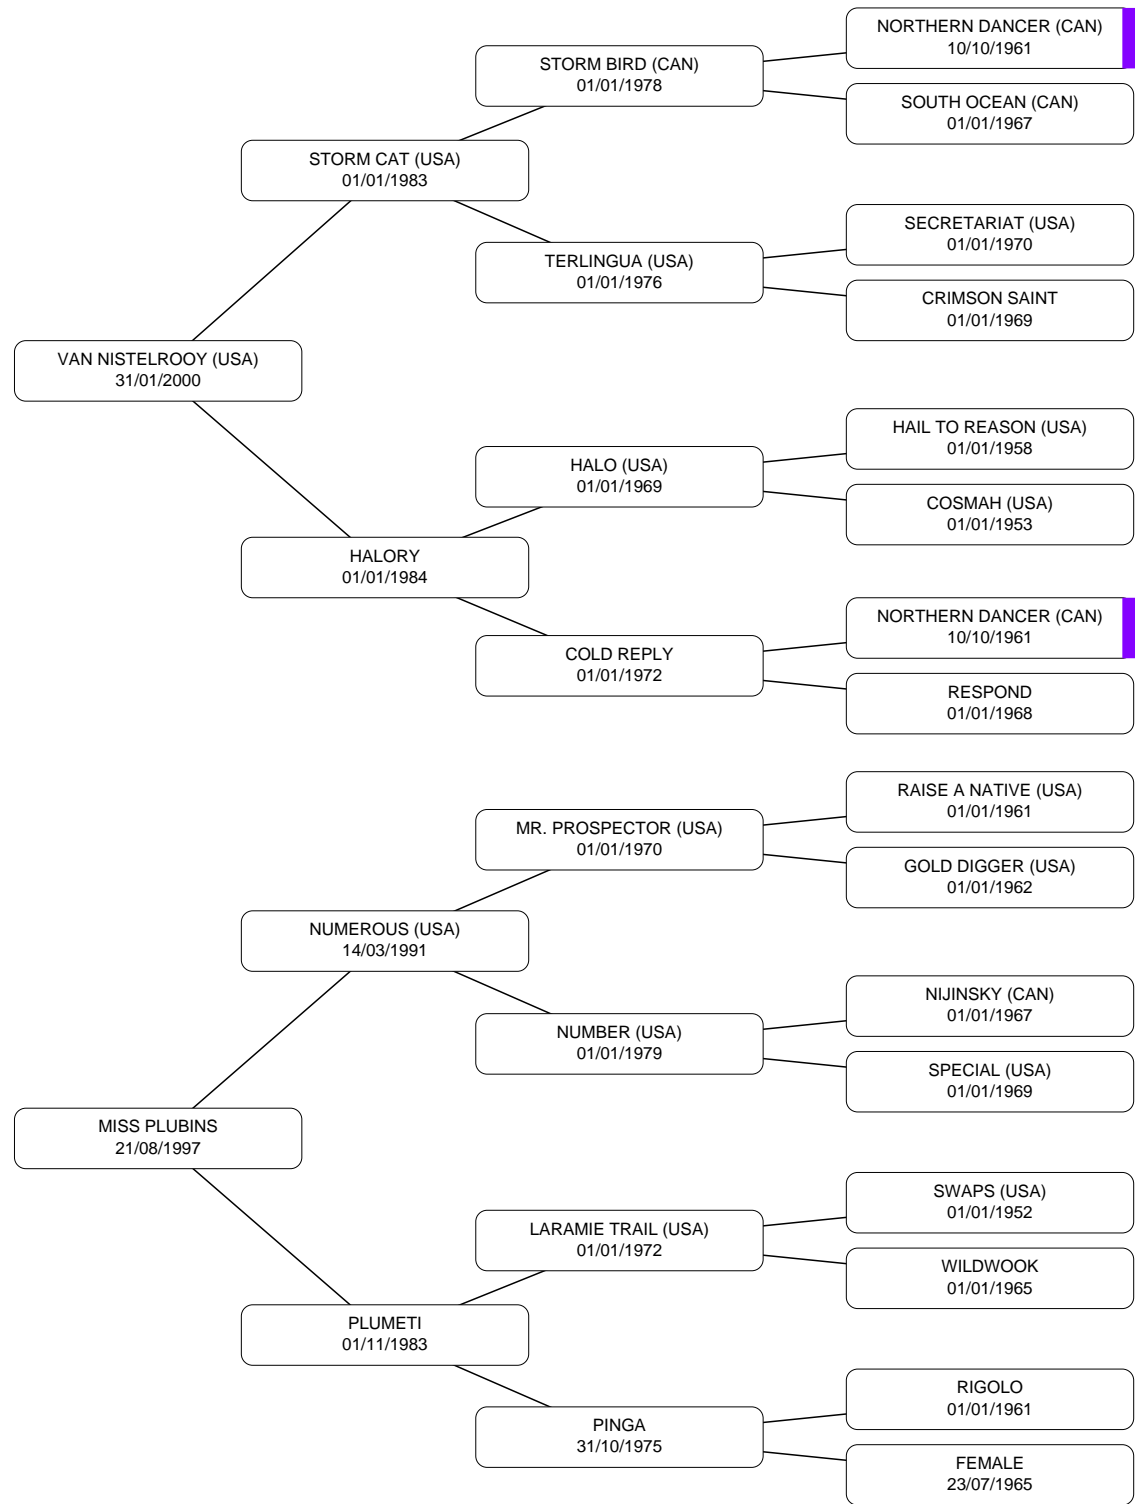 NORTHERN DANCER (CAN)
10/10/1961
STORM BIRD (CAN)
01/01/1978
SOUTH OCEAN (CAN)
01/01/1967
STORM CAT (USA)
01/01/1983
SECRETARIAT (USA)
01/01/1970
TERLINGUA (USA)
01/01/1976
CRIMSON SAINT
01/01/1969
VAN NISTELROOY (USA)
31/01/2000
HAIL TO REASON (USA)
01/01/1958
HALO (USA)
01/01/1969
COSMAH (USA)
01/01/1953
HALORY
01/01/1984
NORTHERN DANCER (CAN)
10/10/1961
COLD REPLY
01/01/1972
RESPOND
01/01/1968
RAISE A NATIVE (USA)
01/01/1961
MR. PROSPECTOR (USA)
01/01/1970
GOLD DIGGER (USA)
01/01/1962
NUMEROUS (USA)
14/03/1991
NIJINSKY (CAN)
01/01/1967
NUMBER (USA)
01/01/1979
SPECIAL (USA)
01/01/1969
MISS PLUBINS
21/08/1997
SWAPS (USA)
01/01/1952
LARAMIE TRAIL (USA)
01/01/1972
WILDWOOK
01/01/1965
PLUMETI
01/11/1983
RIGOLO
01/01/1961
PINGA
31/10/1975
FEMALE
23/07/1965